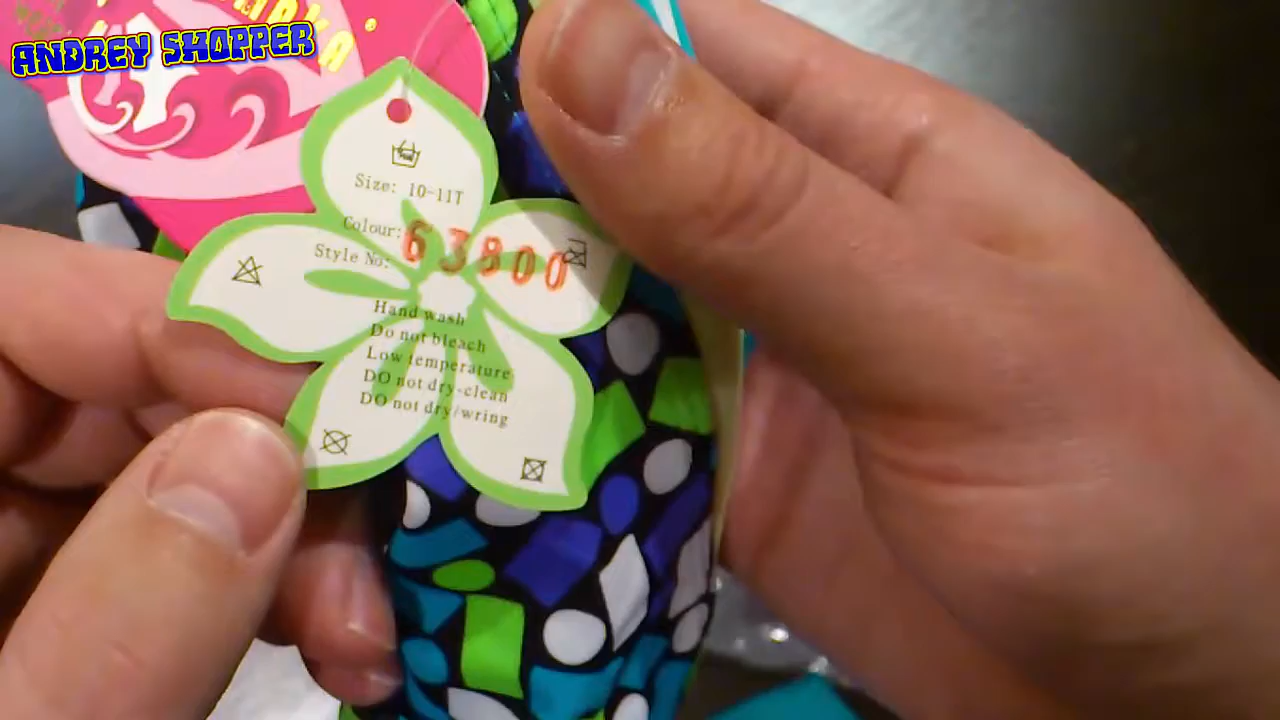 ANDREY SHOPPER
Size: 10-11T
Colour:
Style No:
63800
Hand wash
Do not bleach
Low temperature
DO not dry-clean
DO not dry/wring